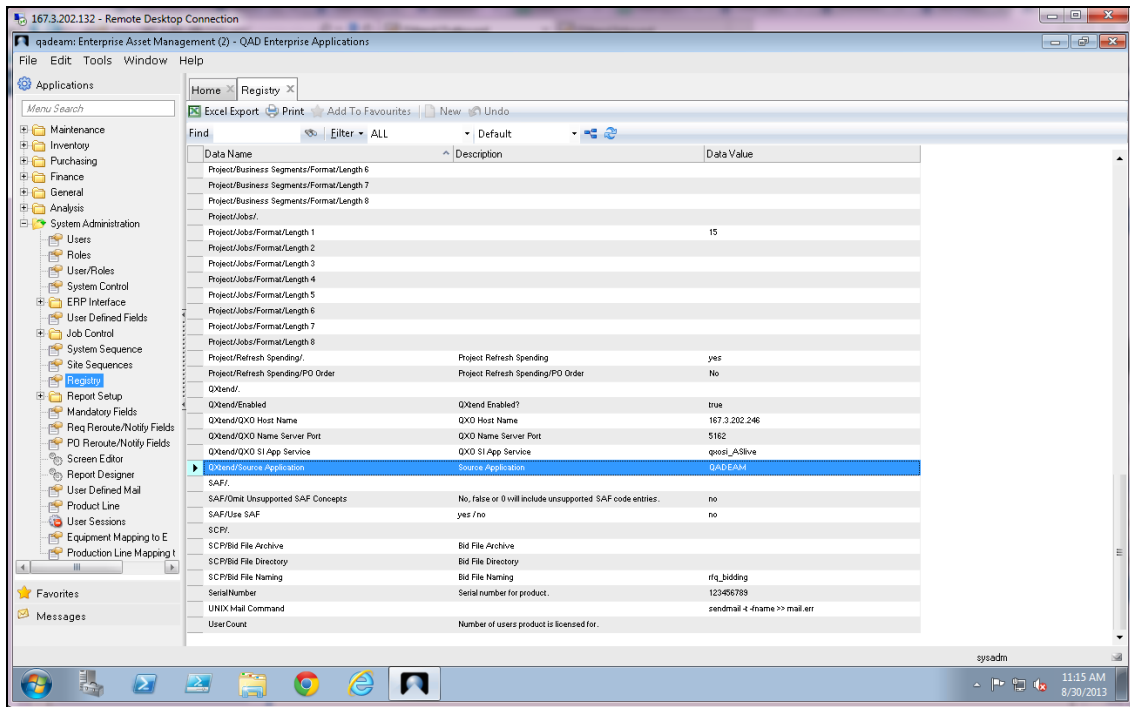 167.3.202.132 - Remote Desktop Connection
qadeam: Enterprise Asset Management (2) - QAD Enterprise Applications
File Edit Tools Window Help
Applications
Menu Search
Maintenance
Inventory
Purchasing
Finance
General
Analysis
System Administration
Users
Roles
User/Roles
System Control
ERP Interface
User Defined Fields
Job Control
System Sequence
Site Sequences
Registry
Report Setup
Mandatory Fields
Req Reroute/Notify Fields
PO Reroute/Notify Fields
Screen Editor
Report Designer
User Defined Mail
Product Line
User Sessions
Equipment Mapping to E
Production Line Mapping t
Favorites
Messages
Home Registry
Excel Export Print Add To Favourites New Undo
Find Filter ALL Default
Data Name Description Data Value
Project/Business Segments/Format/Length 6
Project/Business Segments/Format/Length 7
Project/Business Segments/Format/Length 8
Project/Jobs/.
Project/Jobs/Format/Length 1 15
Project/Jobs/Format/Length 2
Project/Jobs/Format/Length 3
Project/Jobs/Format/Length 4
Project/Jobs/Format/Length 5
Project/Jobs/Format/Length 6
Project/Jobs/Format/Length 7
Project/Jobs/Format/Length 8
Project/Refresh Spending/. Project Refresh Spending yes
Project/Refresh Spending/PO Order Project Refresh Spending/PO Order No
QXtend/.
QXtend/Enabled QXtend Enabled? true
QXtend/QXO Host Name QXO Host Name 167.3.202.246
QXtend/QXO Name Server Port QXO Name Server Port 5162
QXtend/QXO SI App Service QXO SI App Service qxosi_ASlive
QXtend/Source Application Source Application QADEAM
SAF/.
SAF/Omit Unsupported SAF Concepts No, false or 0 will include unsupported SAF code entries. no
SAF/Use SAF yes / no no
SCP/.
SCP/Bid File Archive Bid File Archive
SCP/Bid File Directory Bid File Directory
SCP/Bid File Naming Bid File Naming rfq_bidding
SerialNumber Serial number for product. 123456789
UNIX Mail Command sendmail -t -fname >> mail.err
UserCount Number of users product is licensed for.
sysadm
11:15 AM
8/30/2013